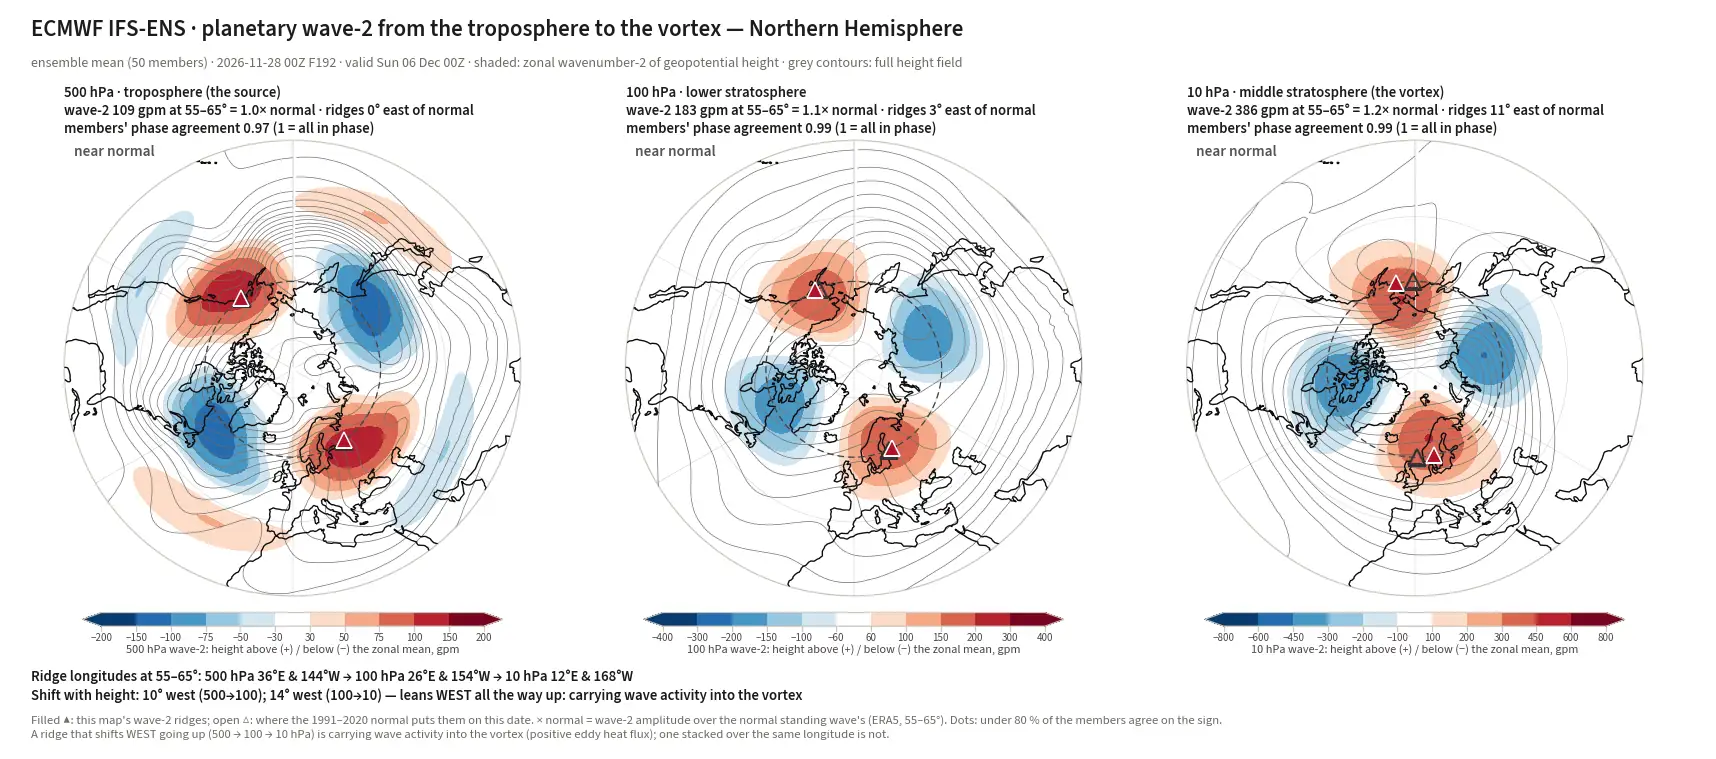 ECMWF IFS-ENS · planetary wave-2 from the troposphere to the vortex — Northern Hemisphere
ensemble mean (50 members) · 2026-11-28 00Z F192 · valid Sun 06 Dec 00Z · shaded: zonal wavenumber-2 of geopotential height · grey contours: full height field
500 hPa · troposphere (the source)
wave-2 109 gpm at 55–65° = 1.0× normal · ridges 0° east of normal
members' phase agreement 0.97 (1 = all in phase)
near normal
100 hPa · lower stratosphere
wave-2 183 gpm at 55–65° = 1.1× normal · ridges 3° east of normal
members' phase agreement 0.99 (1 = all in phase)
near normal
10 hPa · middle stratosphere (the vortex)
wave-2 386 gpm at 55–65° = 1.2× normal · ridges 11° east of normal
members' phase agreement 0.99 (1 = all in phase)
near normal
−200 −150 −100 −75 −50 −30 30 50 75 100 150 200
500 hPa wave-2: height above (+) / below (−) the zonal mean, gpm
−400 −300 −200 −150 −100 −60 60 100 150 200 300 400
100 hPa wave-2: height above (+) / below (−) the zonal mean, gpm
−800 −600 −450 −300 −200 −100 100 200 300 450 600 800
10 hPa wave-2: height above (+) / below (−) the zonal mean, gpm
Ridge longitudes at 55–65°: 500 hPa 36°E & 144°W → 100 hPa 26°E & 154°W → 10 hPa 12°E & 168°W
Shift with height: 10° west (500→100); 14° west (100→10) — leans WEST all the way up: carrying wave activity into the vortex
Filled ▲: this map's wave-2 ridges; open △: where the 1991–2020 normal puts them on this date. × normal = wave-2 amplitude over the normal standing wave's (ERA5, 55–65°). Dots: under 80 % of the members agree on the sign.
A ridge that shifts WEST going up (500 → 100 → 10 hPa) is carrying wave activity into the vortex (positive eddy heat flux); one stacked over the same longitude is not.